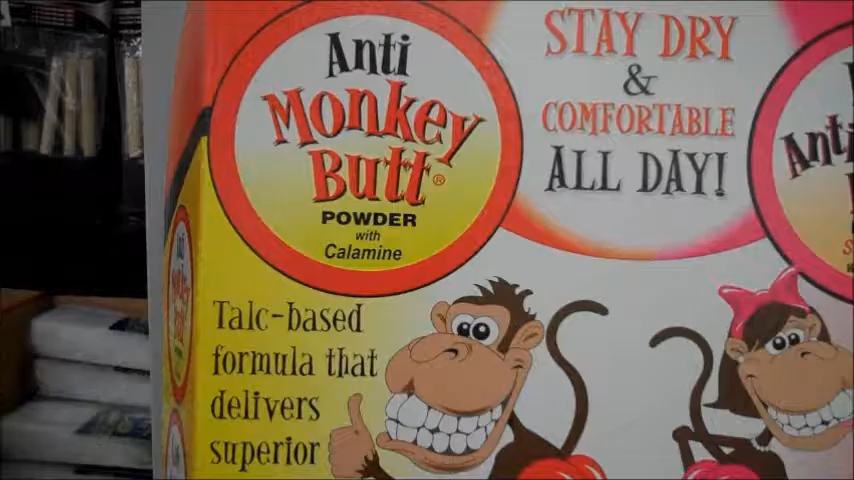 Anti
Monkey
Butt®
POWDER
with
Calamine
STAY DRY
&
COMFORTABLE
ALL DAY!
Talc-based
formula that
delivers
superior
Anti